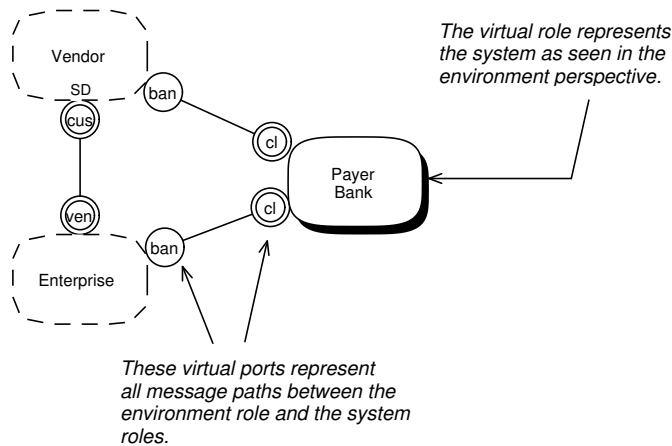 The virtual role represents
the system as seen in the
environment perspective.
Vendor
SD
ban
cus
cl
Payer
Bank
cl
ven
ban
Enterprise
These virtual ports represent
all message paths between the
environment role and the system
roles.